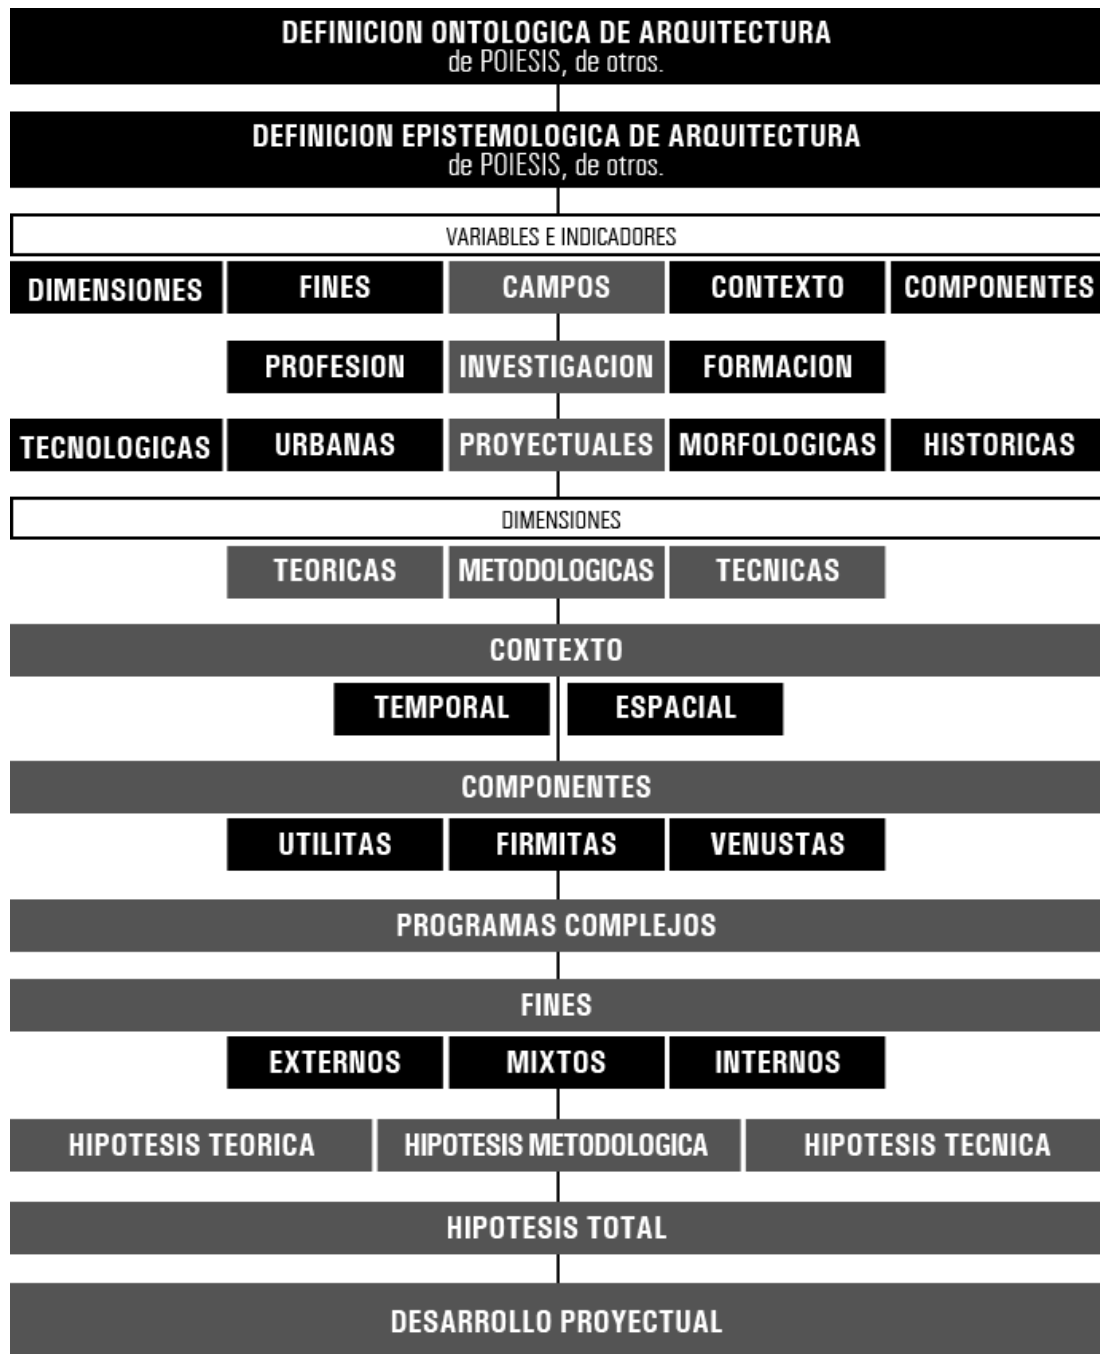 DEFINICION ONTOLOGICA DE ARQUITECTURA
de POIESIS, de otros.
DEFINICION EPISTEMOLOGICA DE ARQUITECTURA
de POIESIS, de otros.
VARIABLES E INDICADORES
DIMENSIONES FINES CAMPOS CONTEXTO COMPONENTES
PROFESION INVESTIGACION FORMACION
TECNOLOGICAS URBANAS PROYECTUALES MORFOLOGICAS HISTORICAS
DIMENSIONES
TEORICAS METODOLOGICAS TECNICAS
CONTEXTO
TEMPORAL ESPACIAL
COMPONENTES
UTILITAS FIRMITAS VENUSTAS
PROGRAMAS COMPLEJOS
FINES
EXTERNOS MIXTOS INTERNOS
HIPOTESIS TEORICA HIPOTESIS METODOLOGICA HIPOTESIS TECNICA
HIPOTESIS TOTAL
DESARROLLO PROYECTUAL